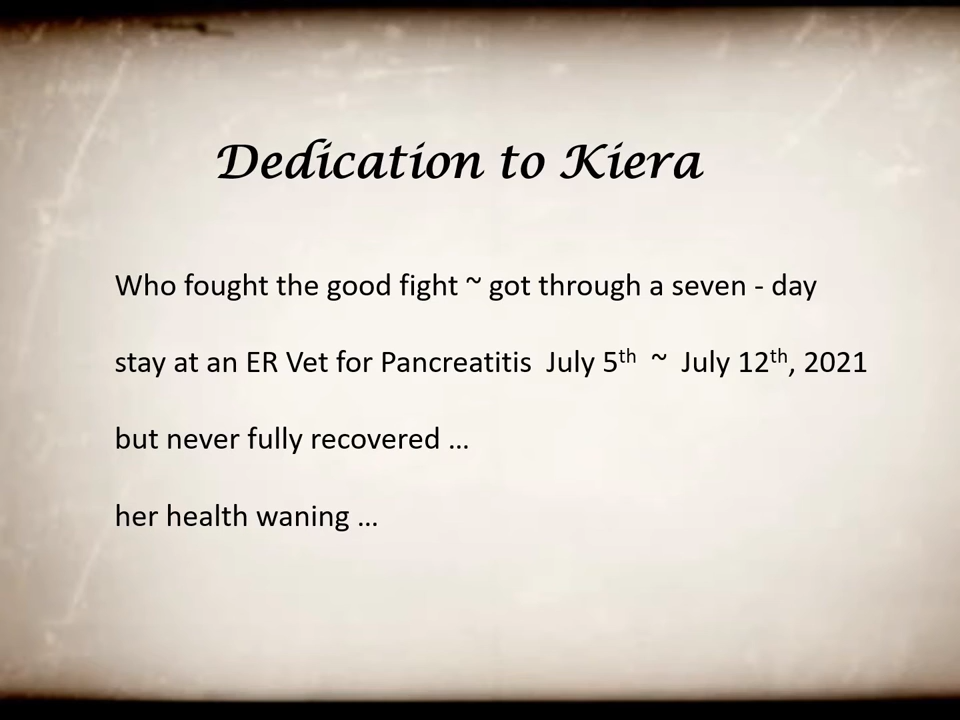 Dedication to Kiera
Who fought the good fight ~ got through a seven - day
stay at an ER Vet for Pancreatitis  July 5th  ~  July 12th, 2021
but never fully recovered …
her health waning …